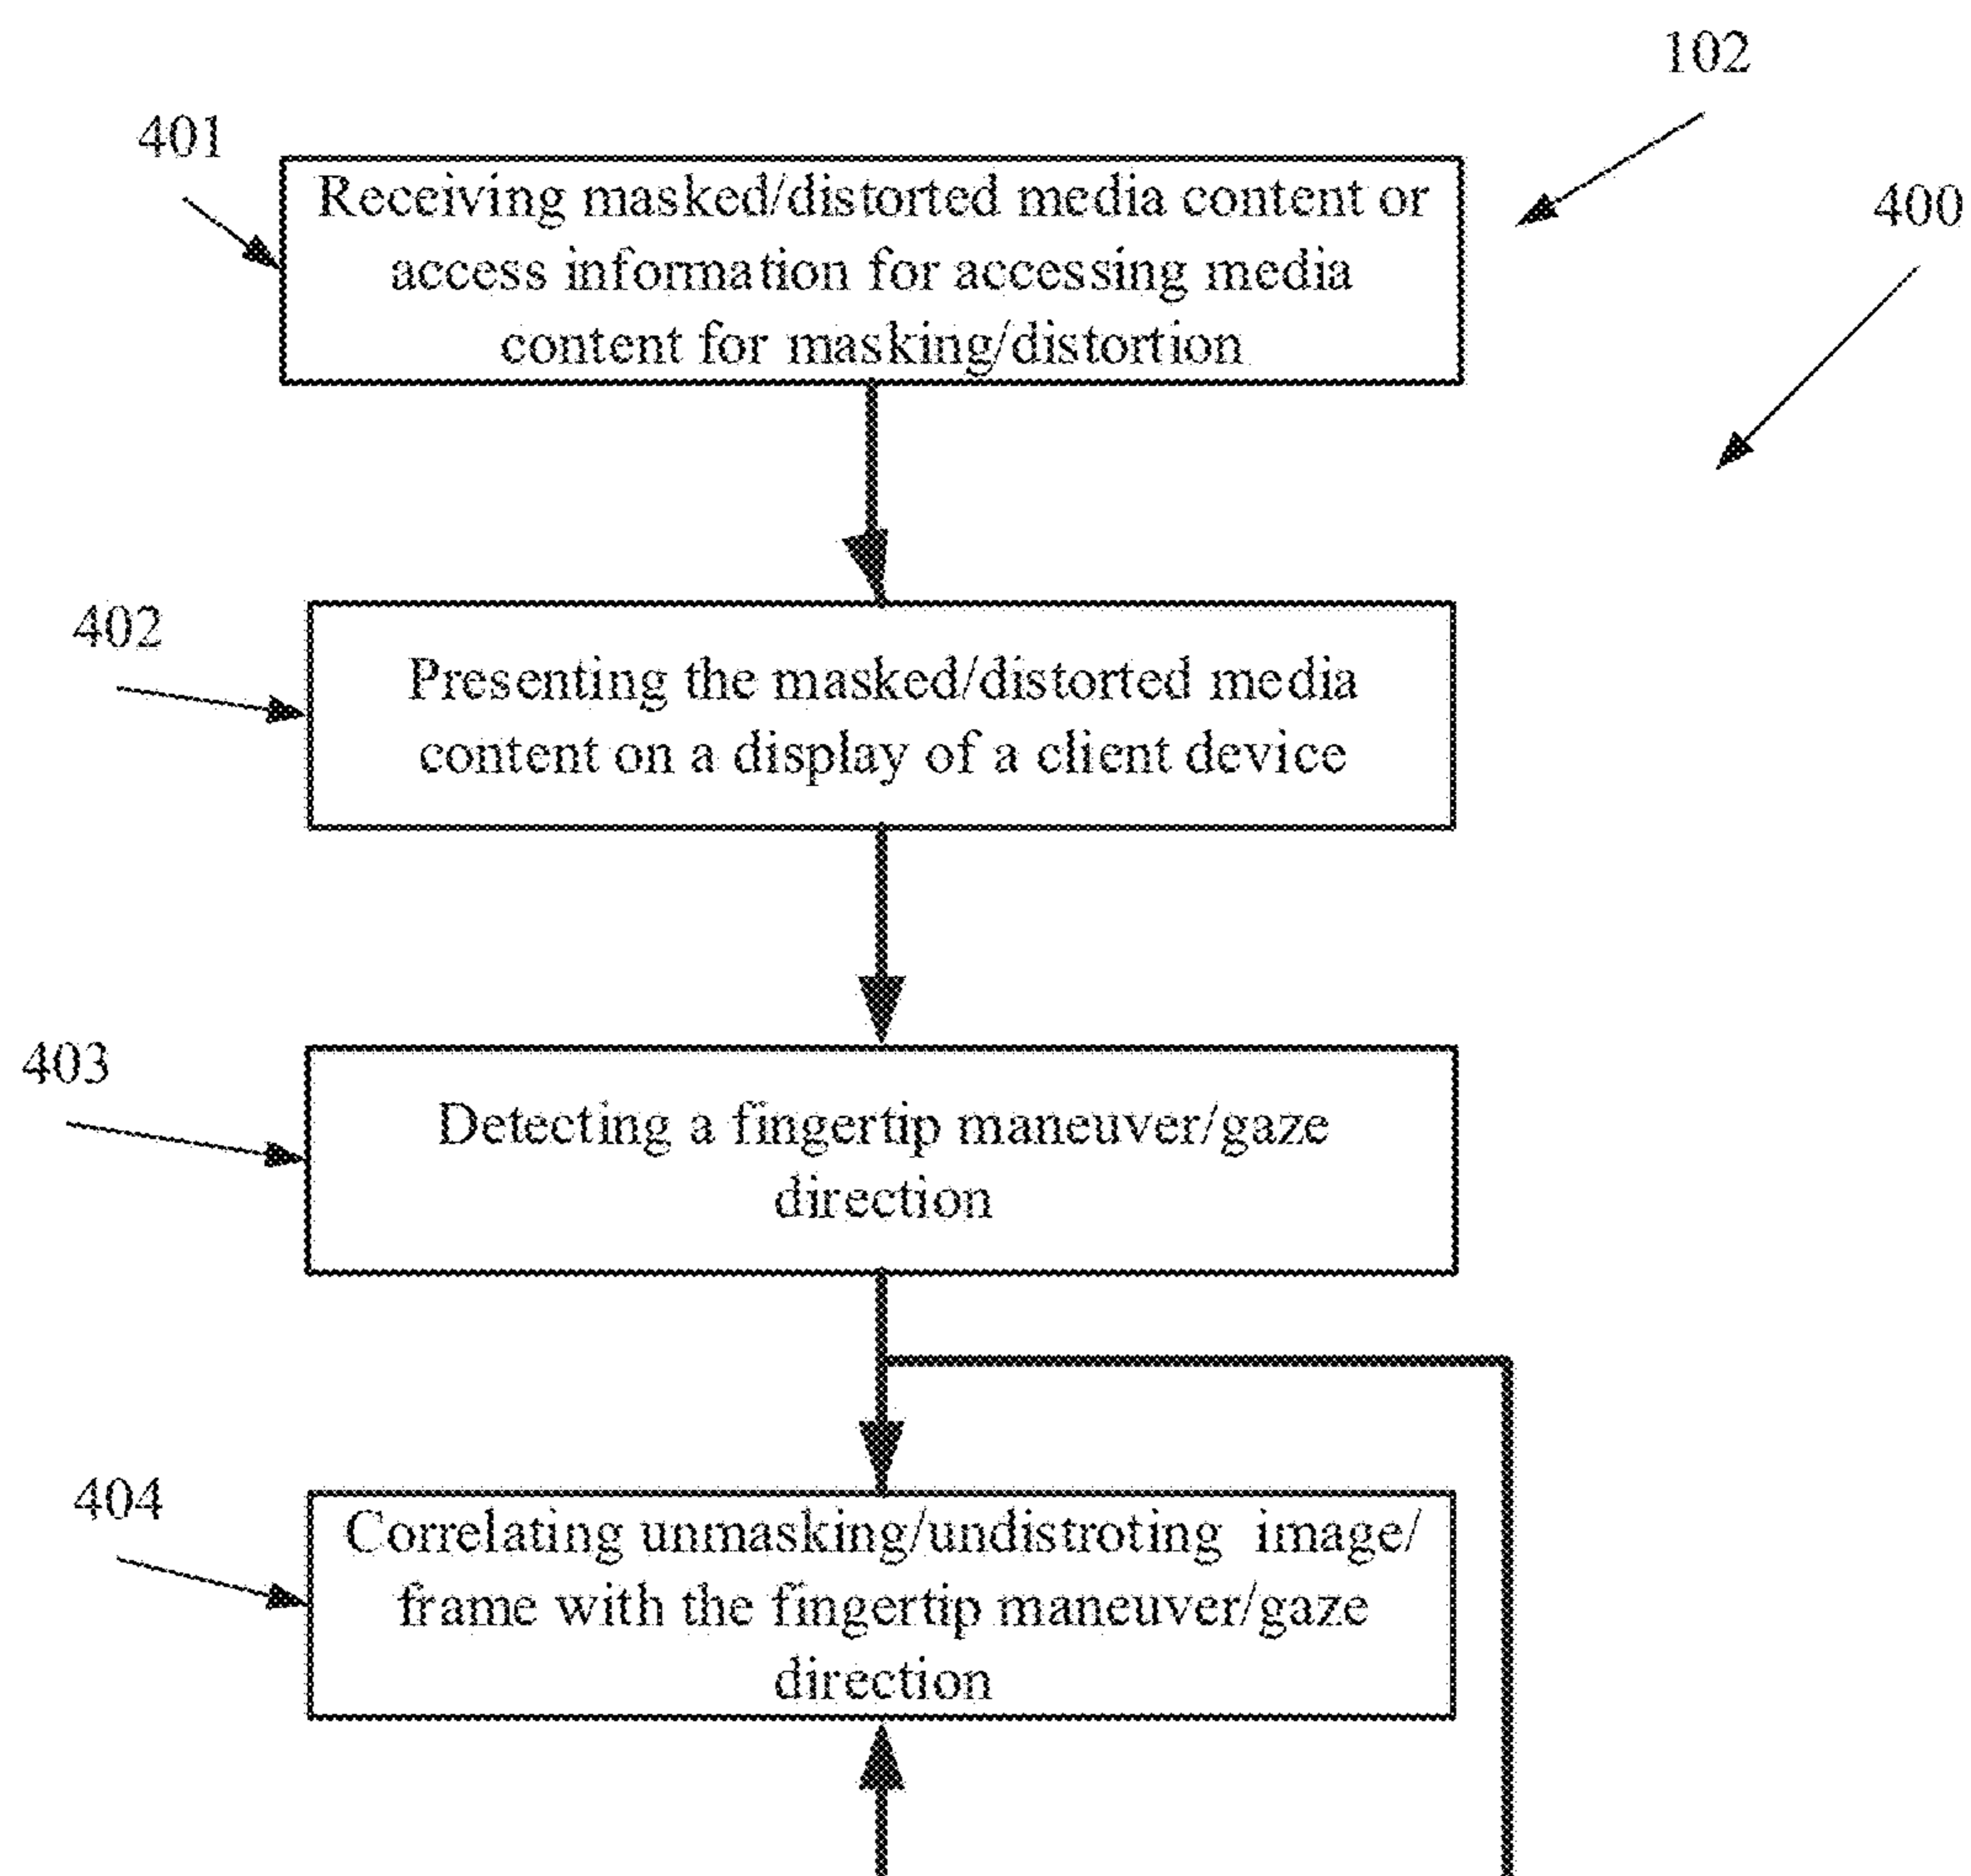 102
401
400
Receiving masked/distorted media content or
access information for accessing media
content for masking/distortion
402
Presenting the masked/distorted media
content on a display of a client device
403
Detecting a fingertip maneuver/gaze
direction
404
Correlating unmasking/undistroting image/
frame with the fingertip maneuver/gaze
direction